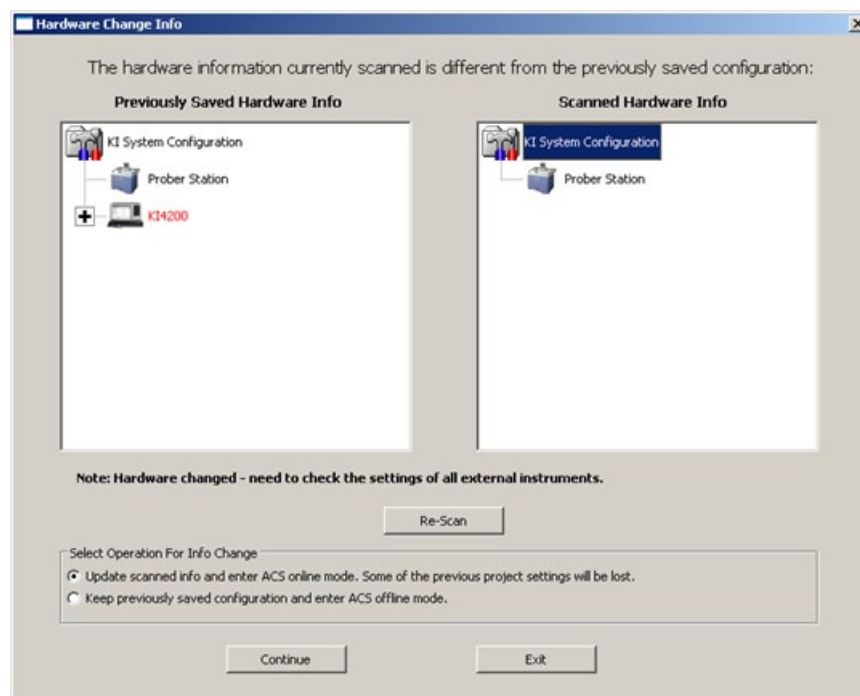 Hardware Change Info
The hardware information currently scanned is different from the previously saved configuration:
Previously Saved Hardware Info
KI System Configuration
Prober Station
KI4200
Scanned Hardware Info
KI System Configuration
Prober Station
Note: Hardware changed - need to check the settings of all external instruments.
Re-Scan
Select Operation For Info Change
Update scanned info and enter ACS online mode. Some of the previous project settings will be lost.
Keep previously saved configuration and enter ACS offline mode.
Continue
Exit